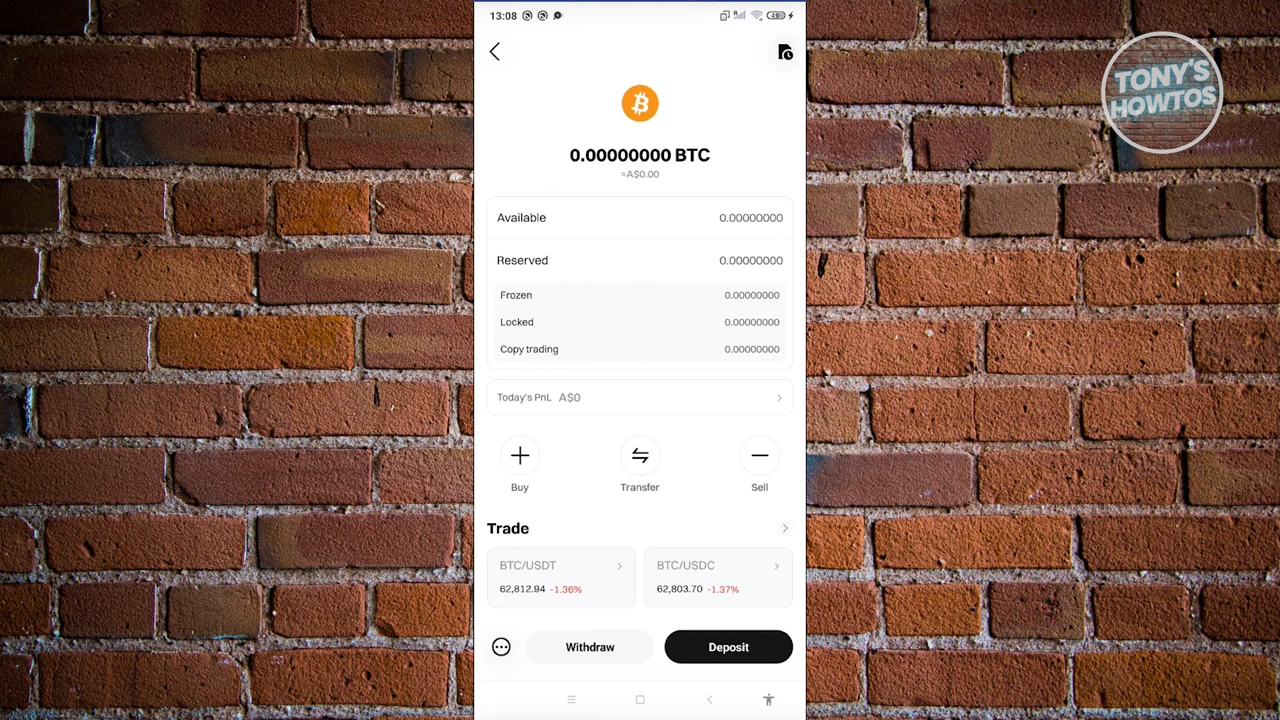 13:08
49
TONY'S
HOWTOS
0.00000000 BTC
≈A$0.00
Available 0.00000000
Reserved 0.00000000
Frozen 0.00000000
Locked 0.00000000
Copy trading 0.00000000
Today's PnL A$0
Buy Transfer Sell
Trade
BTC/USDT BTC/USDC
62,812.94 -1.36% 62,803.70 -1.37%
Withdraw Deposit